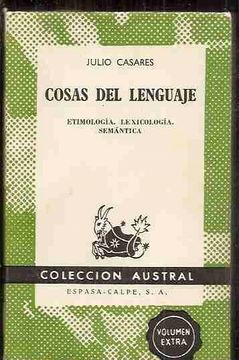 JULIO CASARES
COSAS DEL LENGUAJE
ETIMOLOGÍA. LEXICOLOGÍA.
SEMÁNTICA
COLECCION AUSTRAL
ESPASA-CALPE, S. A.
VOLUMEN
EXTRA